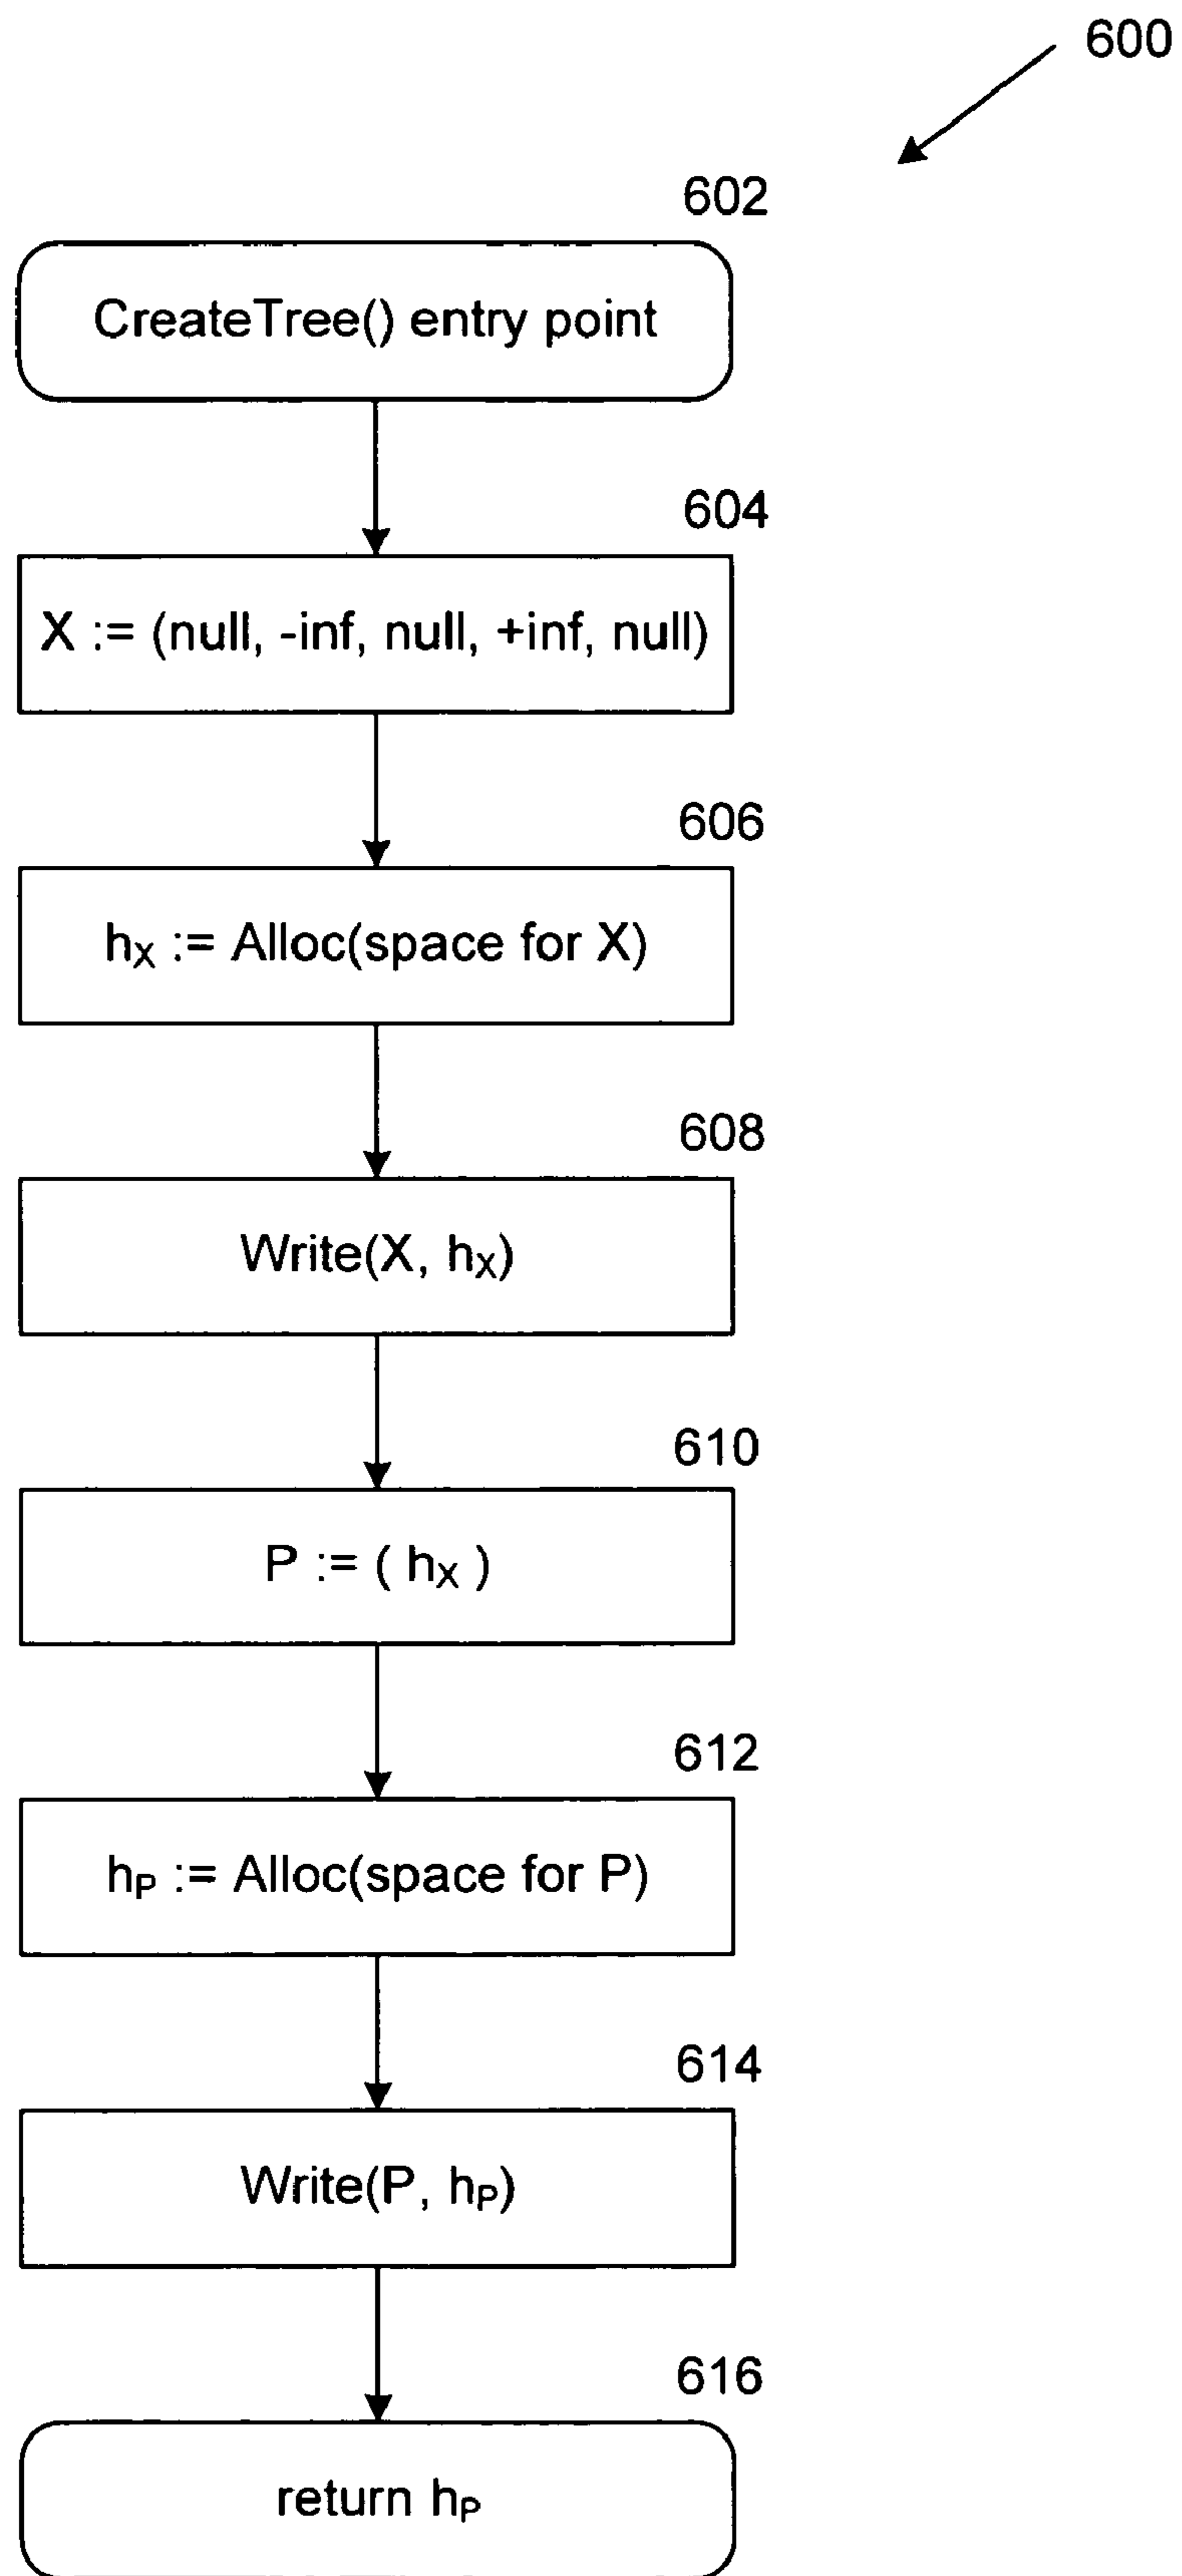 600
602
CreateTree() entry point
604
X := (null, -inf, null, +inf, null)
606
hX := Alloc(space for X)
608
Write(X, hX)
610
P := ( hX )
612
hP := Alloc(space for P)
614
Write(P, hP)
616
return hP